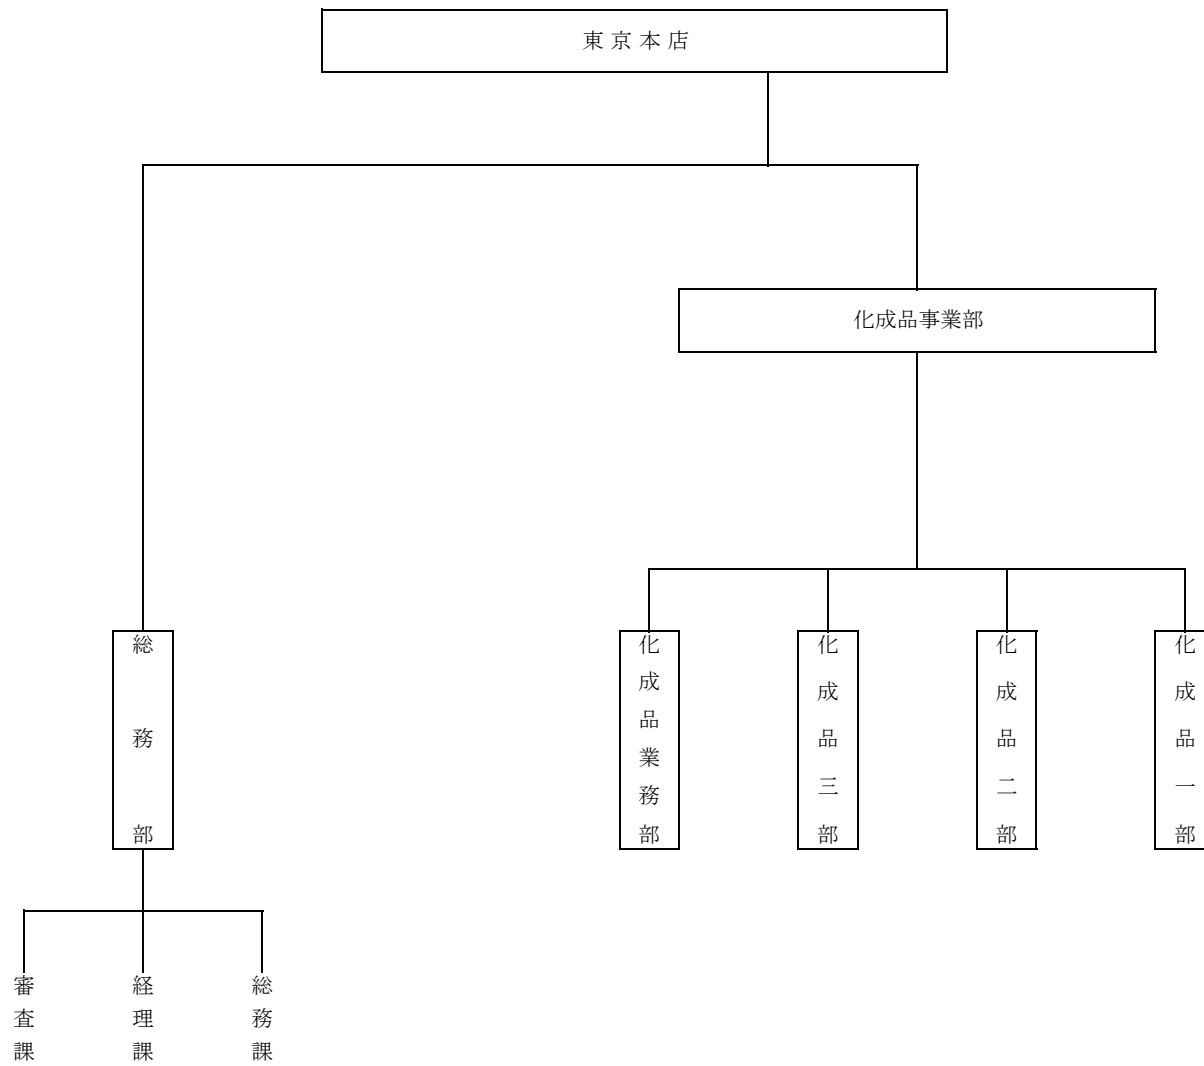 東京本店
化成品事業部
総務部
化成品業務部
化成品三部
化成品二部
化成品一部
審査課
経理課
総務課